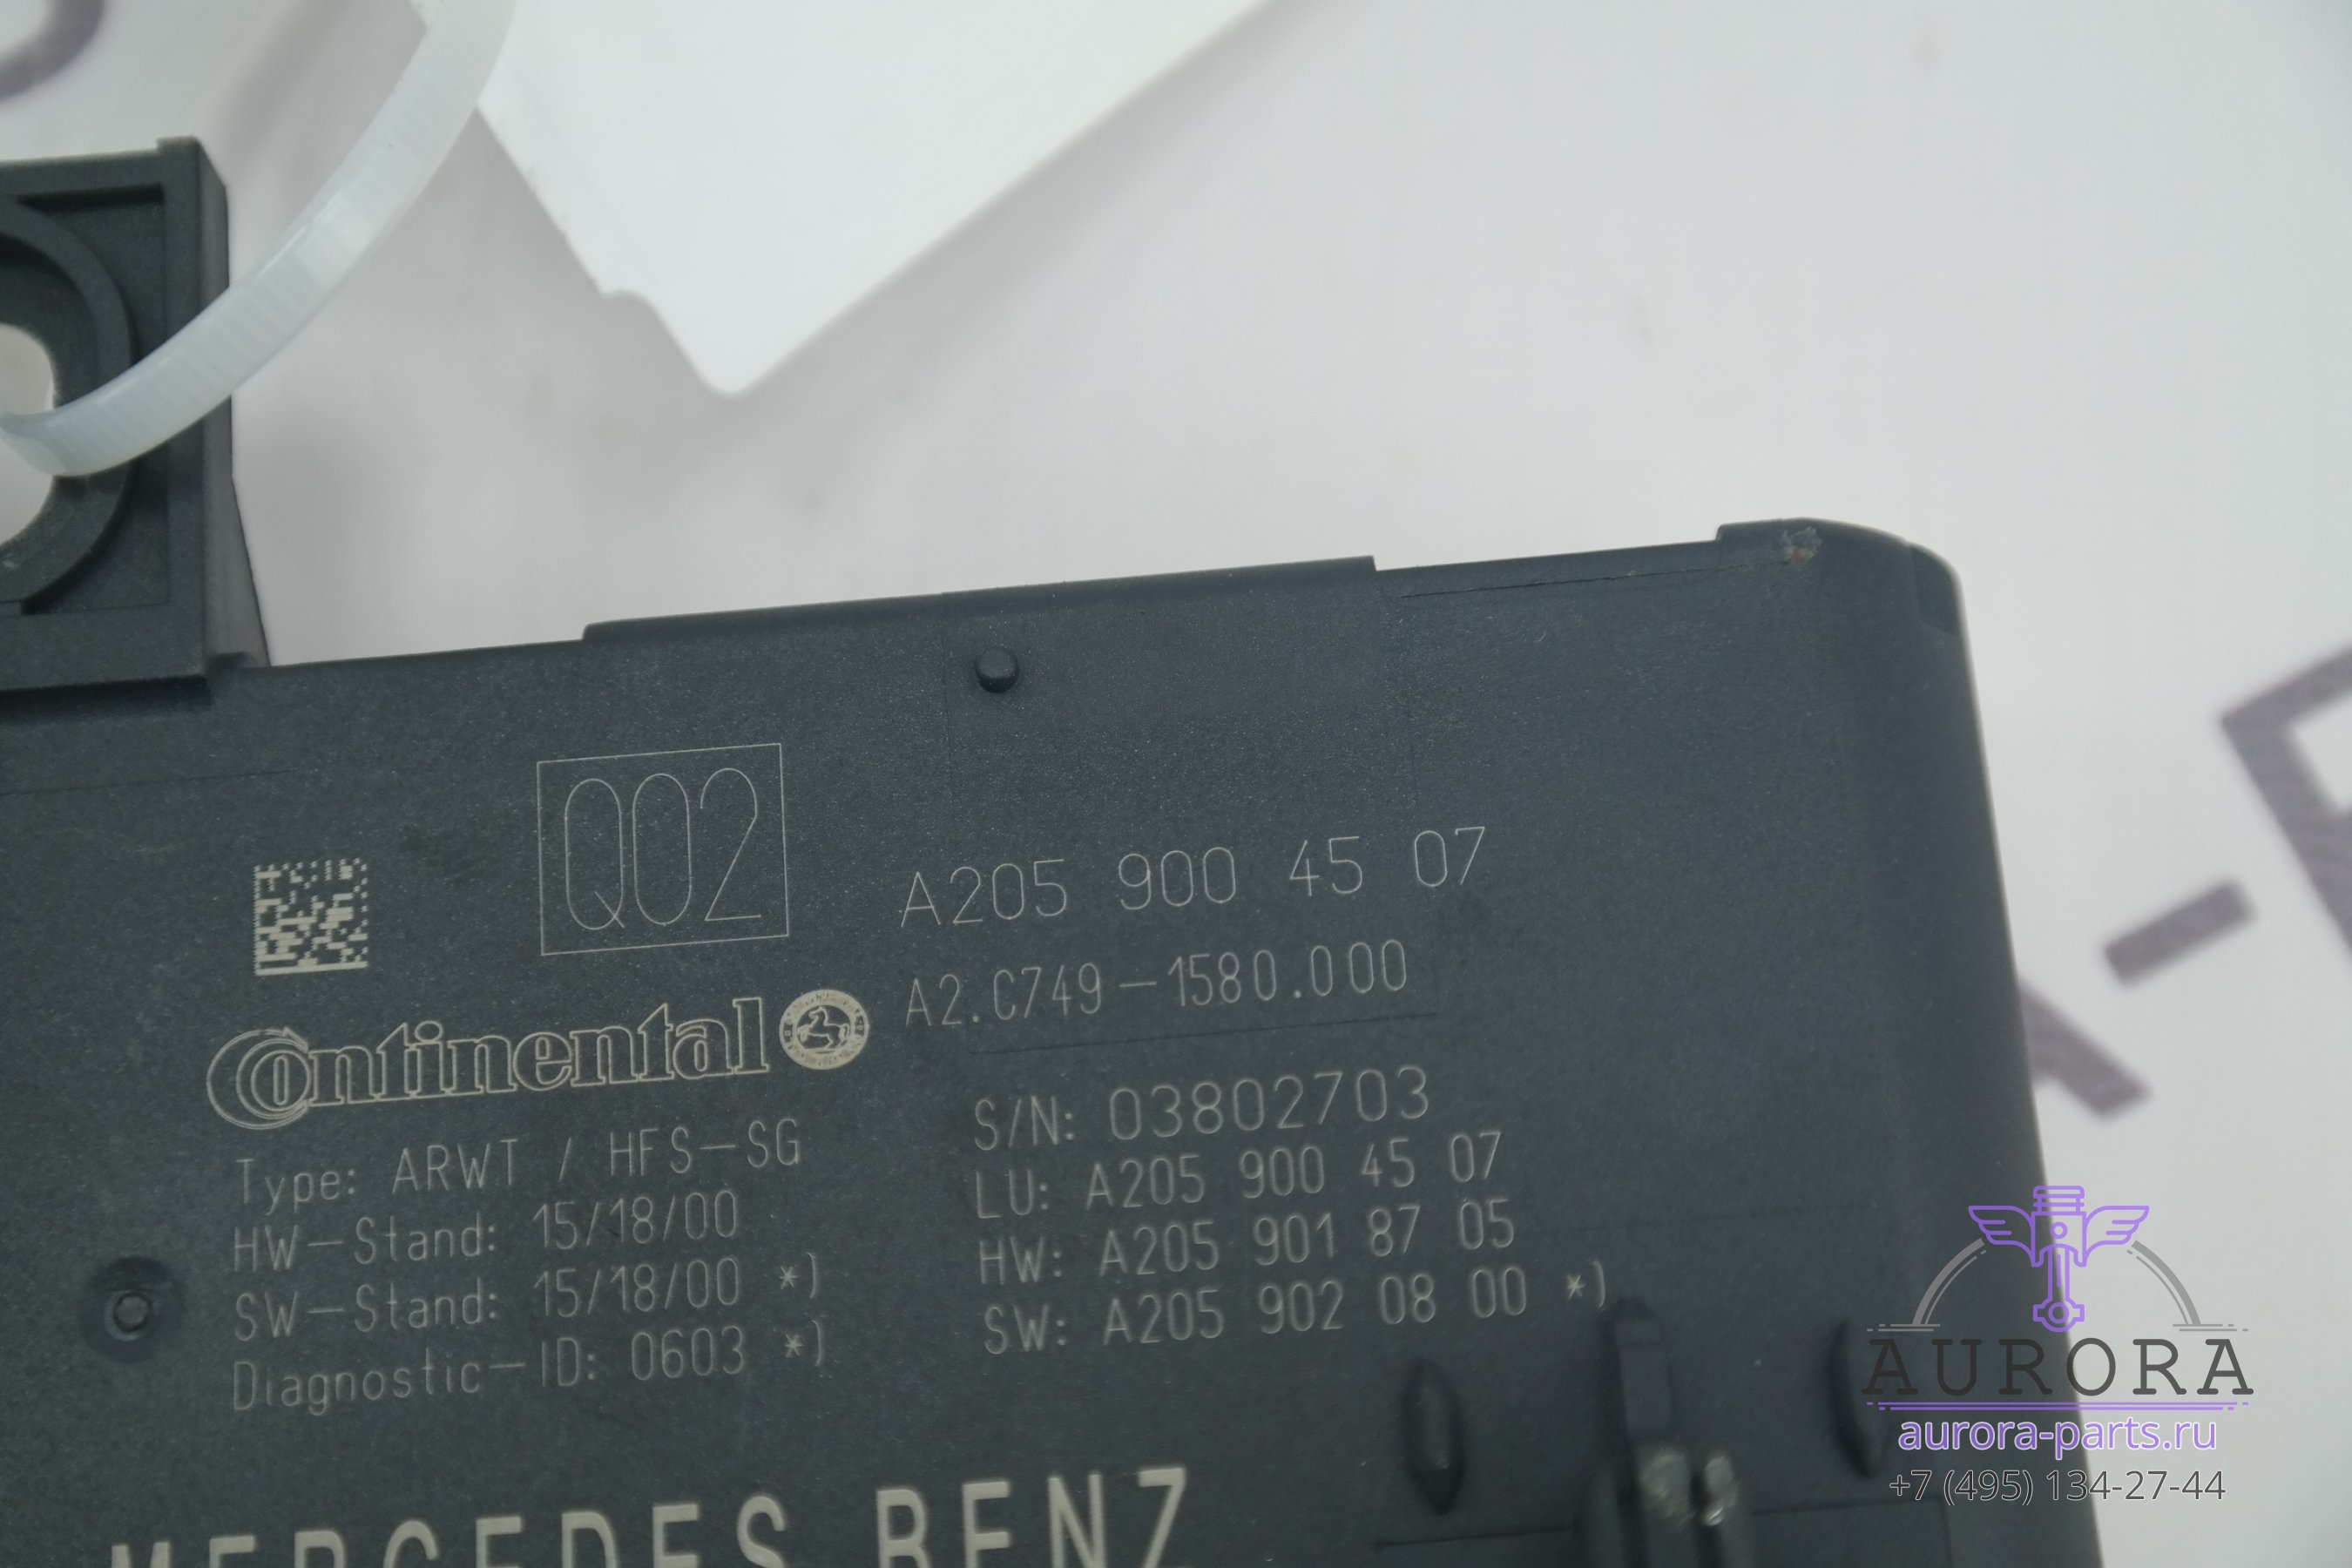 Q02
A205 900 45 07
A2.C749-1580.000
Continental
Type: ARWT / HFS-SG
HW-Stand: 15/18/00
SW-Stand: 15/18/00 *)
Diagnostic-ID: 0603 *)
S/N: 03802703
LU: A205 900 45 07
HW: A205 901 87 05
SW: A205 902 08 00 *)
MERCEDES BENZ
AURORA
aurora-parts.ru
+7 (495) 134-27-44